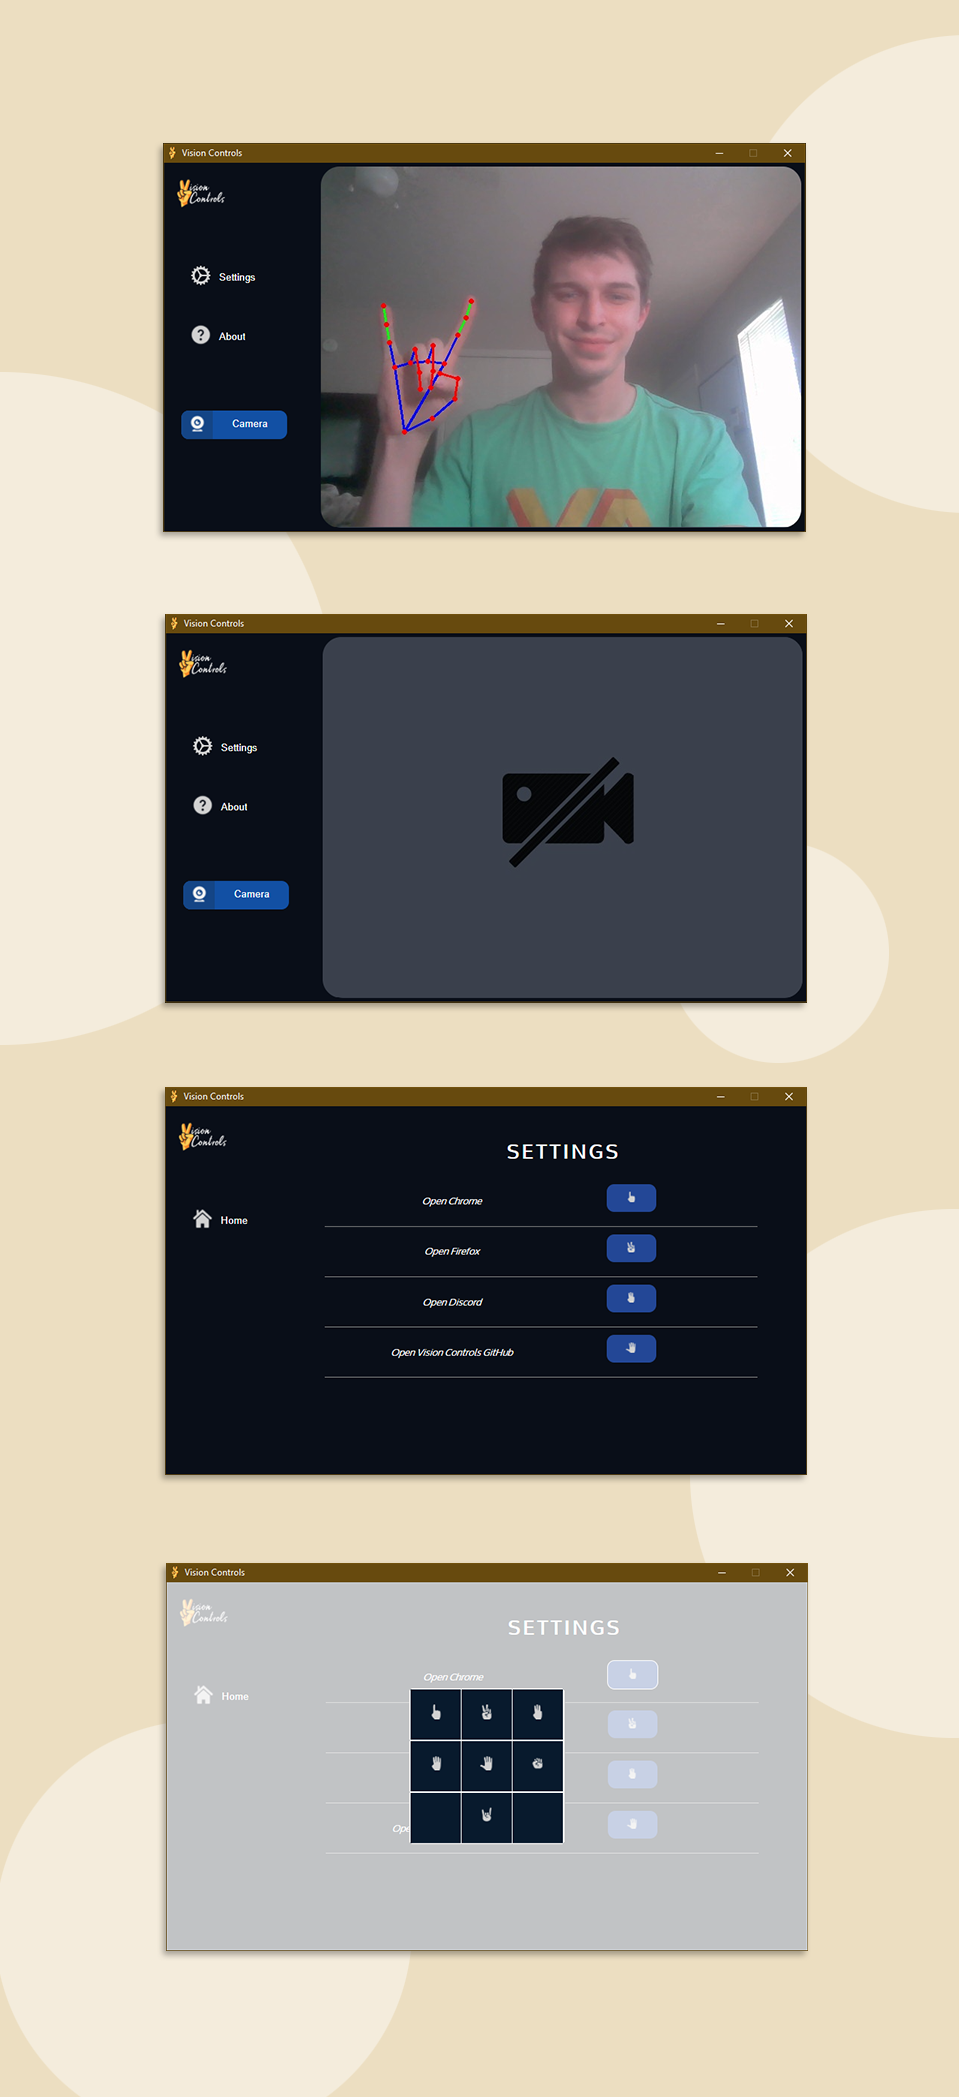 Vision Controls
Vision
Controls
Settings
About
Camera
VA
Vision Controls
Vision
Controls
Settings
About
Camera
Vision Controls
Vision
Controls
SETTINGS
Open Chrome
Home
Open Firefox
Open Discord
Open Vision Controls GitHub
Vision Controls
Vision
Controls
SETTINGS
Open Chrome
Home
Ope